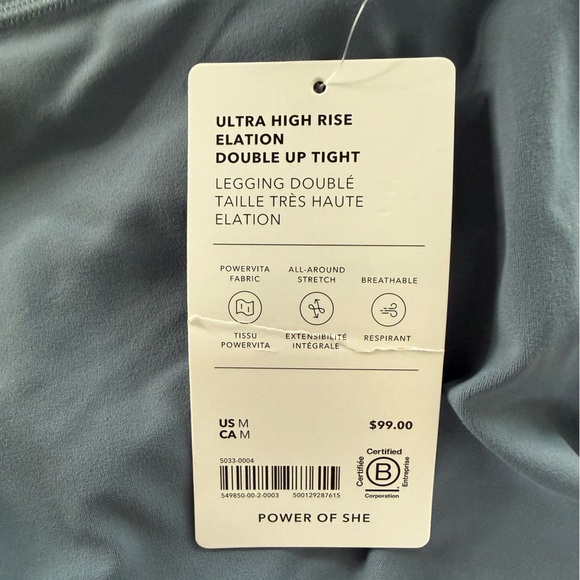 ULTRA HIGH RISE
ELATION
DOUBLE UP TIGHT
LEGGING DOUBLÉ
TAILLE TRÈS HAUTE
ELATION
POWERVITA
FABRIC
ALL-AROUND
STRETCH
BREATHABLE
TISSU
POWERVITA
EXTENSIBILITÉ
INTÉGRALE
RESPIRANT
US M
CA M
$99.00
S033-0004
549850-00-2-0003 500129287615
Certified
Certifiée
B
Entreprise
Corporation
POWER OF SHE